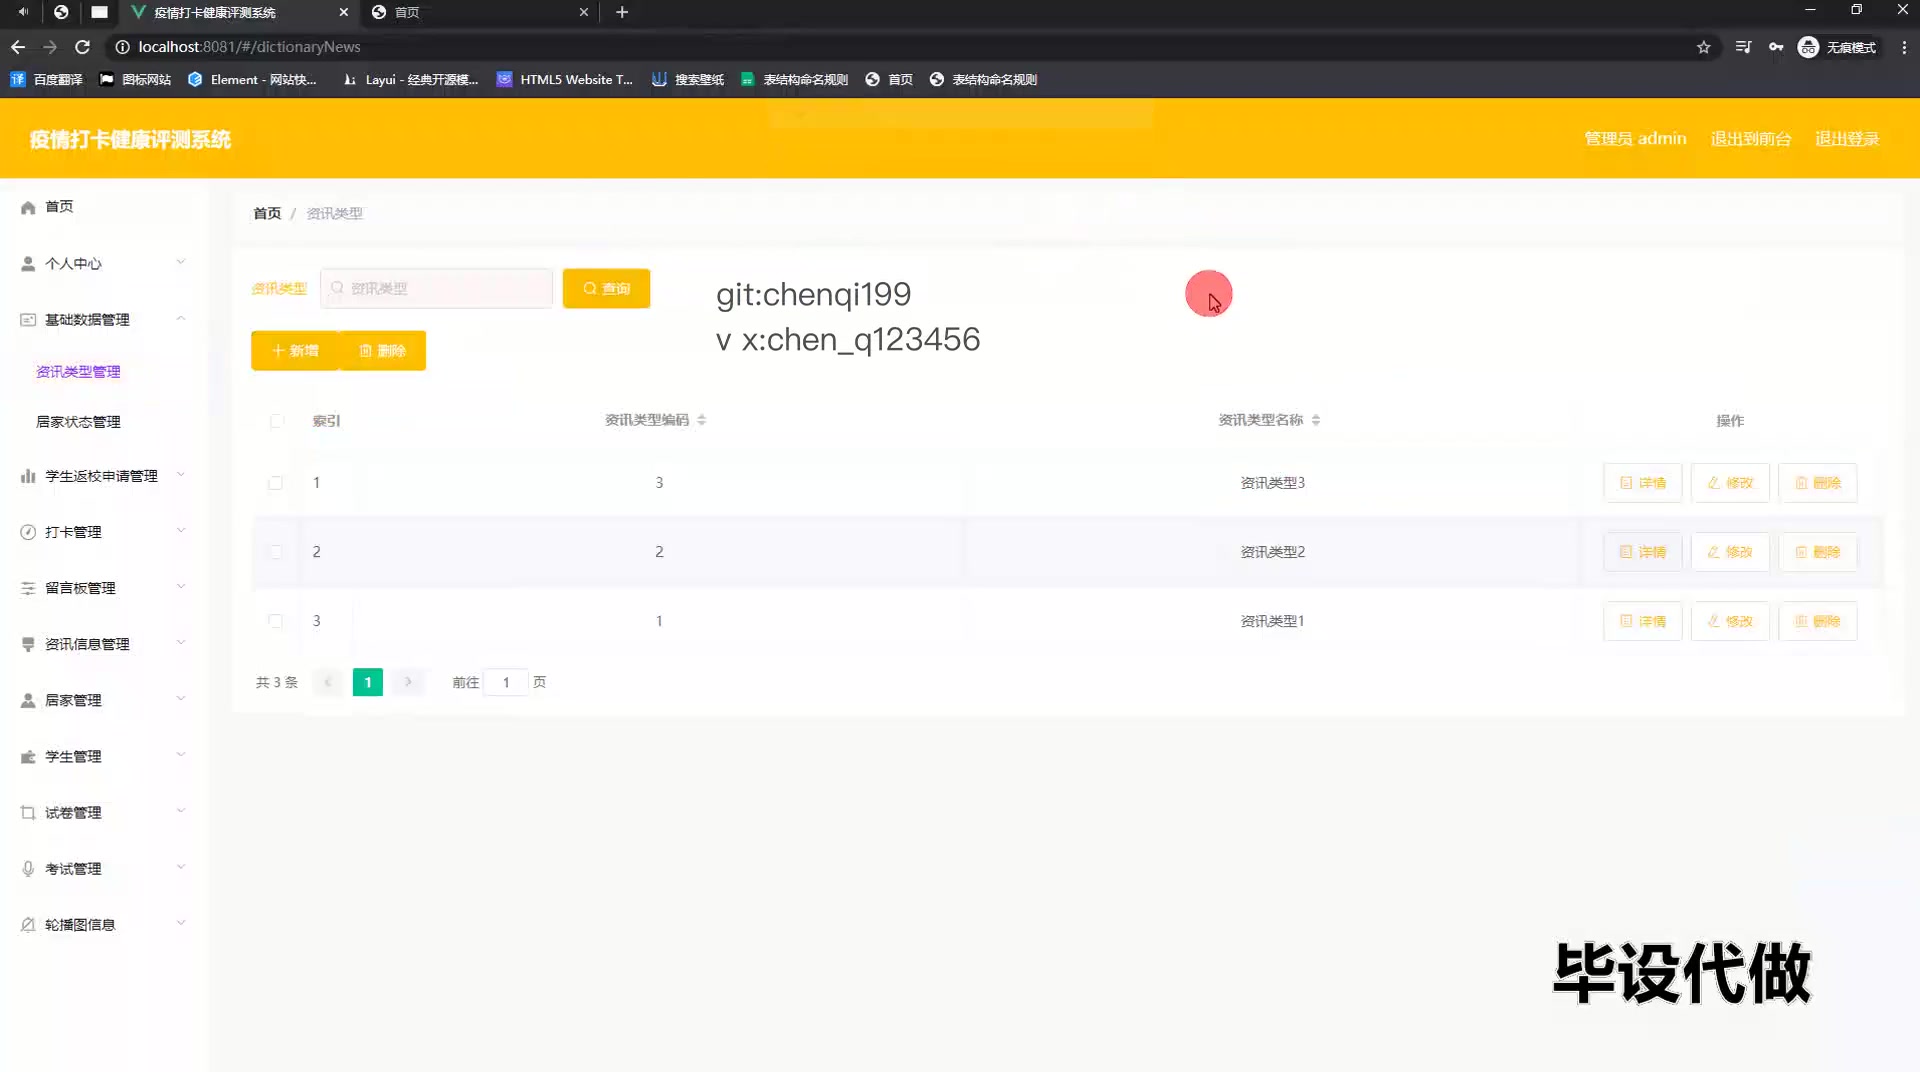 疫情打卡健康评测系统
首页
localhost:8081/#/dictionaryNews
无痕模式
百度翻译
图标网站
Element - 网站快...
Layui - 经典开源模...
HTML5 Website T...
搜索壁纸
表结构命名规则
首页
表结构命名规则
疫情打卡健康评测系统
管理员 admin
退出到前台
退出登录
首页
个人中心
基础数据管理
资讯类型管理
居家状态管理
学生返校申请管理
打卡管理
留言板管理
资讯信息管理
居家管理
学生管理
试卷管理
考试管理
轮播图信息
首页 / 资讯类型
资讯类型
资讯类型
查询
git:chenqi199
v x:chen_q123456
新增
删除
索引 资讯类型编码 资讯类型名称 操作
1 3 资讯类型3 详情 修改 删除
2 2 资讯类型2 详情 修改 删除
3 1 资讯类型1 详情 修改 删除
共 3 条 1 前往 1 页
毕设代做